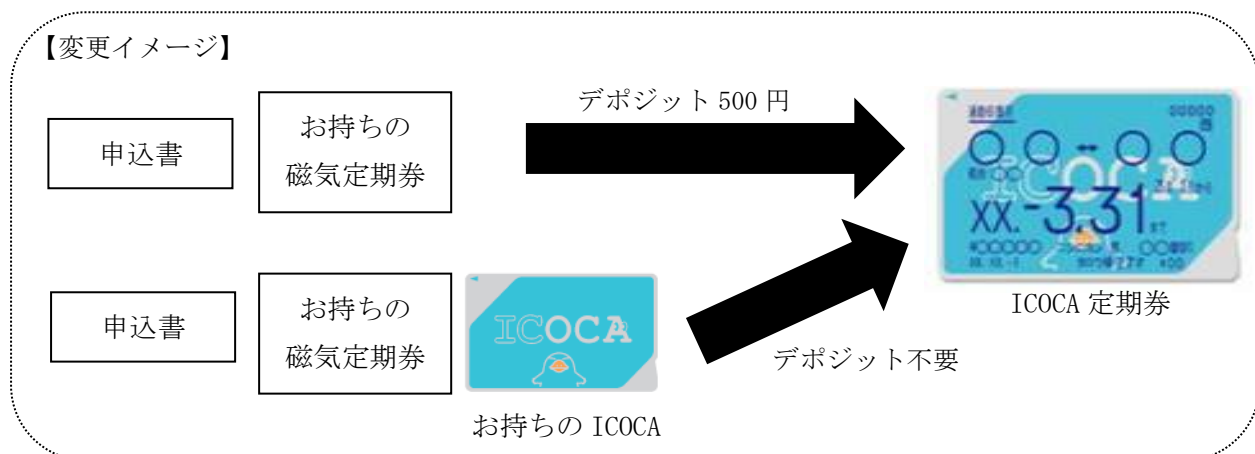 【変更イメージ】
デポジット 500 円
申込書
お持ちの
磁気定期券
○ ○ ↔ ○ ○
ICOCA
XX.-3.31
ICOCA 定期券
申込書
お持ちの
磁気定期券
ICOCA
お持ちの ICOCA
デポジット不要